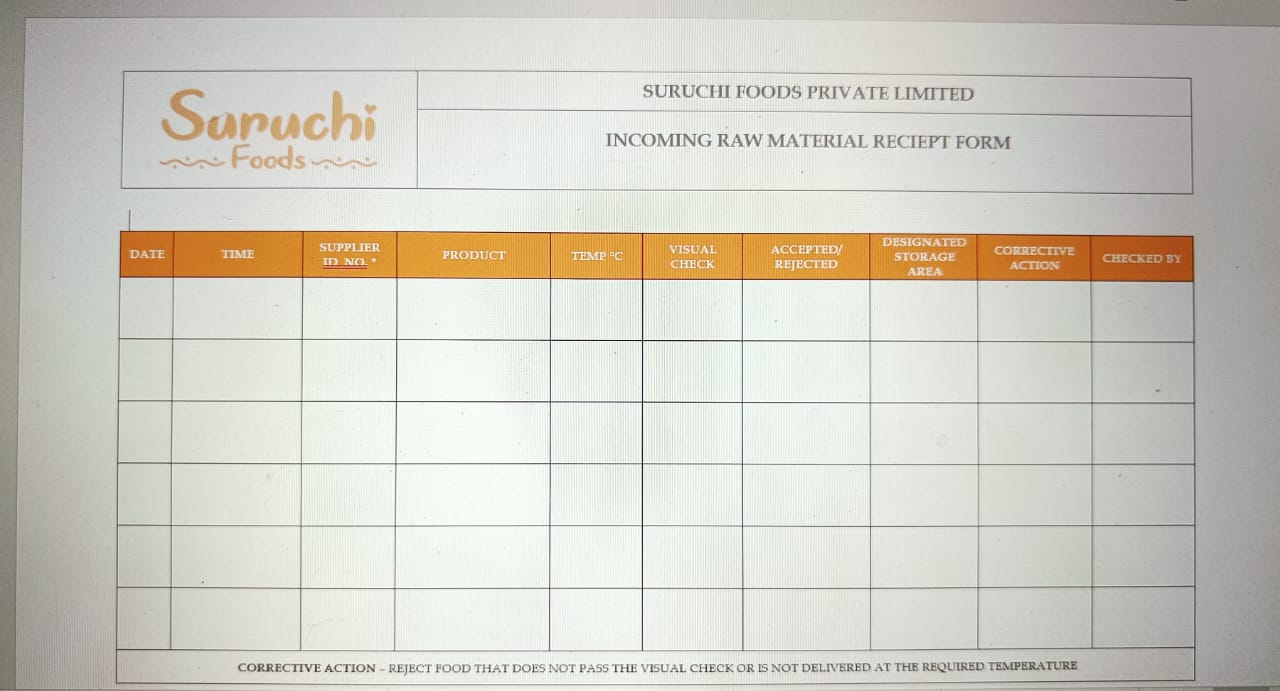 Suruchi
Foods
SURUCHI FOODS PRIVATE LIMITED
INCOMING RAW MATERIAL RECIEPT FORM
DATE
TIME
SUPPLIER
ID NO. *
PRODUCT
TEMP °C
VISUAL
CHECK
ACCEPTED/
REJECTED
DESIGNATED
STORAGE
AREA
CORRECTIVE
ACTION
CHECKED BY
CORRECTIVE ACTION – REJECT FOOD THAT DOES NOT PASS THE VISUAL CHECK OR IS NOT DELIVERED AT THE REQUIRED TEMPERATURE